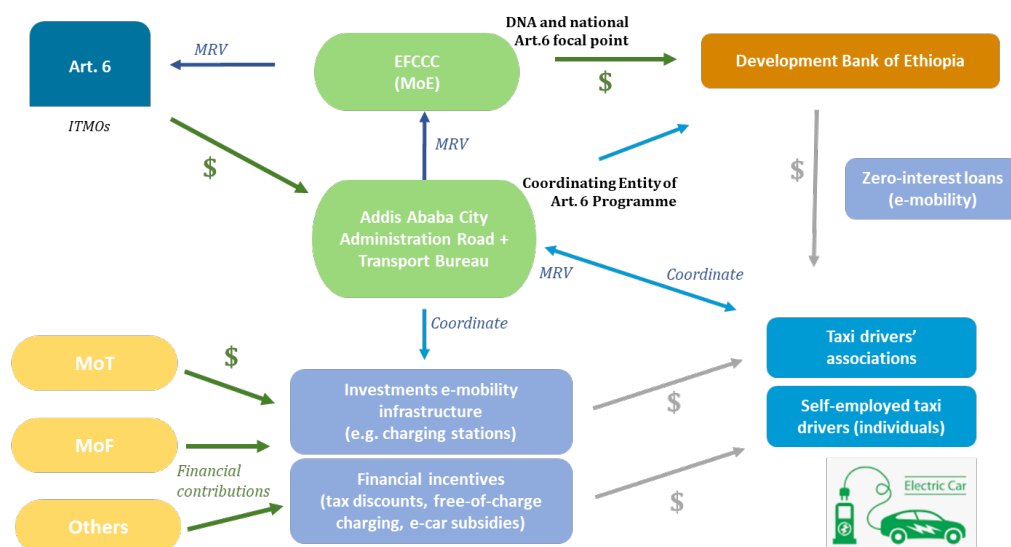 DNA and national
Art.6 focal point
Art. 6
MRV
EFCCC
(MoE)
$
Development Bank of Ethiopia
ITMOs
$
MRV
$
Zero-interest loans
(e-mobility)
Coordinating Entity of
Art. 6 Programme
Addis Ababa City
Administration Road +
Transport Bureau
MRV
Coordinate
Coordinate
MoT
$
Taxi drivers’
associations
Investments e-mobility
infrastructure
(e.g. charging stations)
$
Self-employed taxi
drivers (individuals)
MoF
Financial
contributions
Financial incentives
(tax discounts, free-of-charge
charging, e-car subsidies)
$
Electric Car
Others